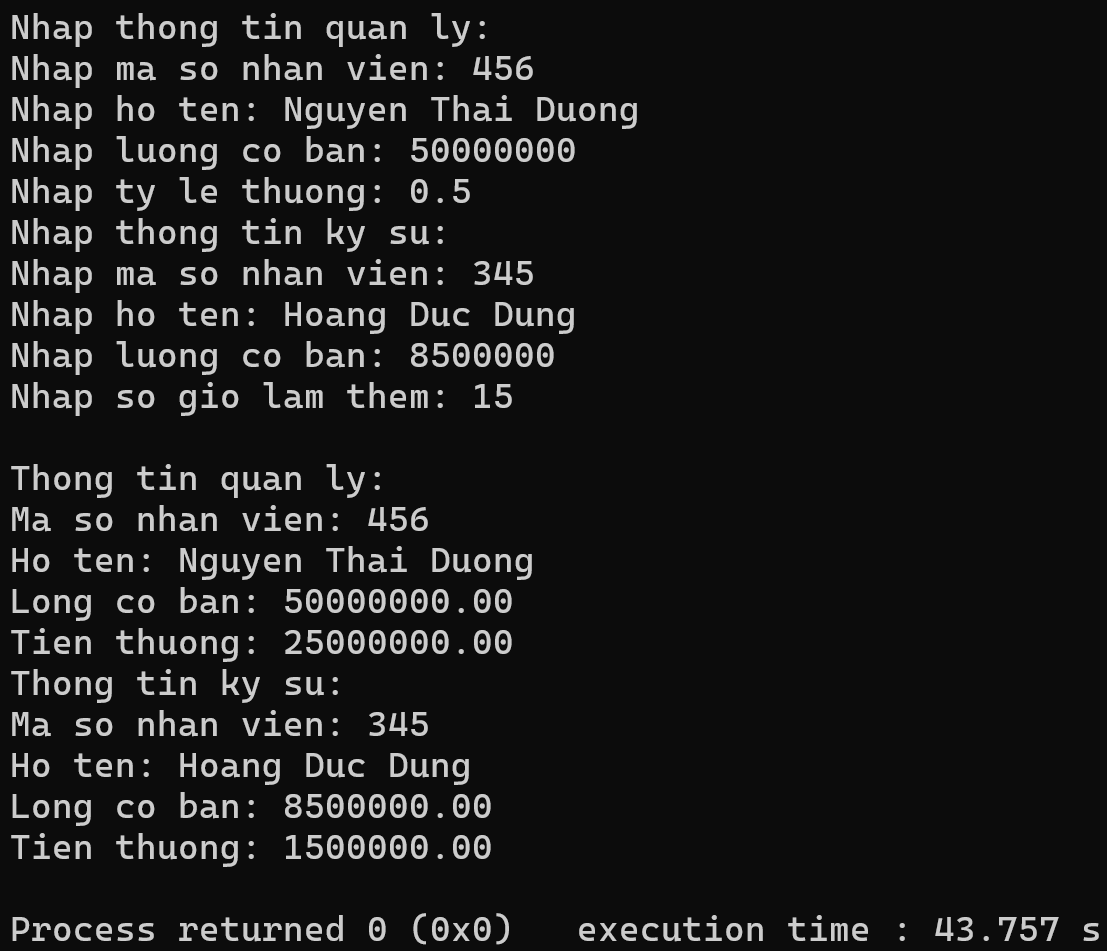 Nhap thong tin quan ly:
Nhap ma so nhan vien: 456
Nhap ho ten: Nguyen Thai Duong
Nhap luong co ban: 50000000
Nhap ty le thuong: 0.5
Nhap thong tin ky su:
Nhap ma so nhan vien: 345
Nhap ho ten: Hoang Duc Dung
Nhap luong co ban: 8500000
Nhap so gio lam them: 15

Thong tin quan ly:
Ma so nhan vien: 456
Ho ten: Nguyen Thai Duong
Long co ban: 50000000.00
Tien thuong: 25000000.00
Thong tin ky su:
Ma so nhan vien: 345
Ho ten: Hoang Duc Dung
Long co ban: 8500000.00
Tien thuong: 1500000.00

Process returned 0 (0x0)   execution time : 43.757 s